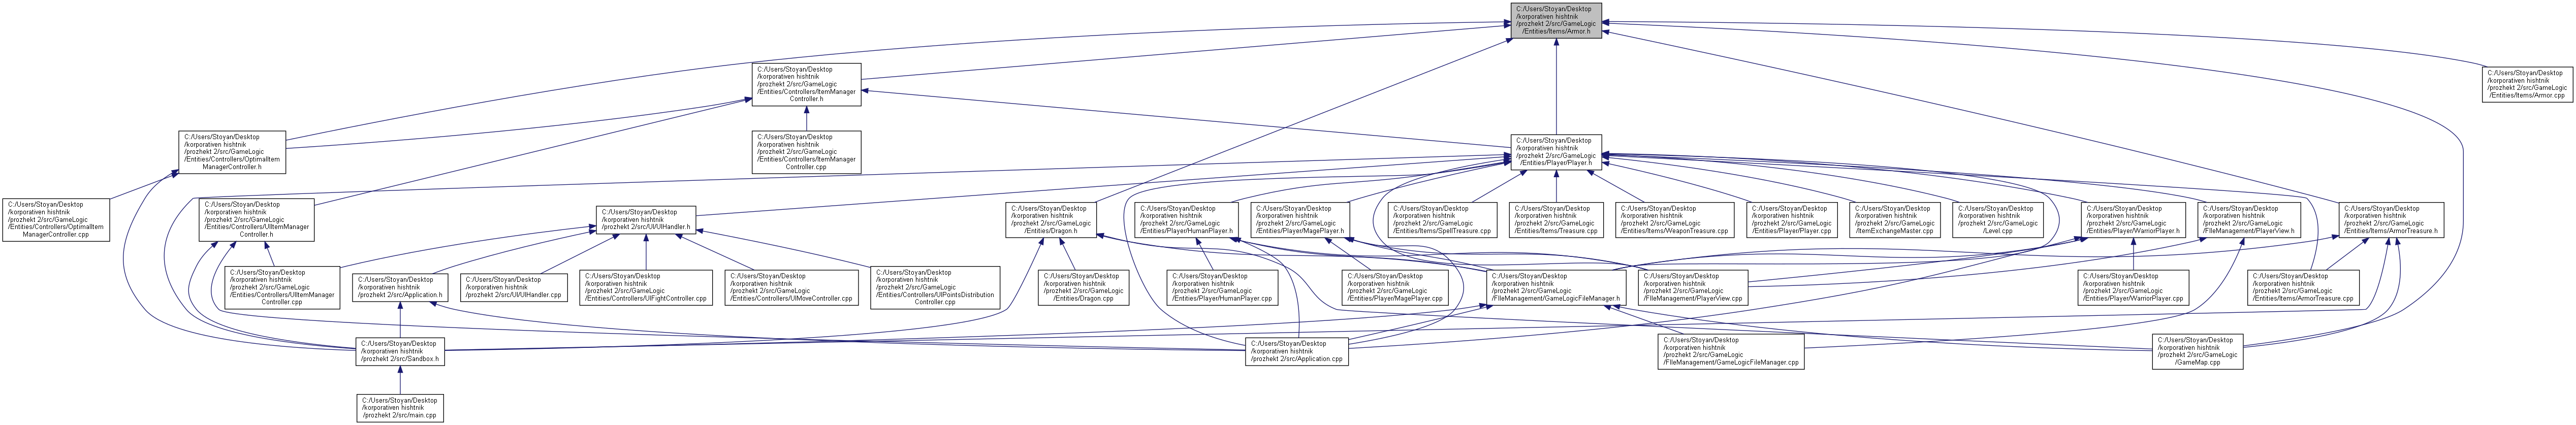 C:/Users/Stoyan/Desktop
/korporativen hishtnik
/prozhekt 2/src/GameLogic
/Entities/Items/Armor.h
C:/Users/Stoyan/Desktop
/korporativen hishtnik
/prozhekt 2/src/GameLogic
/Entities/Controllers/ItemManager
Controller.h
C:/Users/Stoyan/Desktop
/korporativen hishtnik
/prozhekt 2/src/GameLogic
/Entities/Items/Armor.cpp
C:/Users/Stoyan/Desktop
/korporativen hishtnik
/prozhekt 2/src/GameLogic
/Entities/Controllers/OptimalItem
ManagerController.h
C:/Users/Stoyan/Desktop
/korporativen hishtnik
/prozhekt 2/src/GameLogic
/Entities/Controllers/ItemManager
Controller.cpp
C:/Users/Stoyan/Desktop
/korporativen hishtnik
/prozhekt 2/src/GameLogic
/Entities/Player/Player.h
C:/Users/Stoyan/Desktop
/korporativen hishtnik
/prozhekt 2/src/GameLogic
/Entities/Controllers/OptimalItem
ManagerController.cpp
C:/Users/Stoyan/Desktop
/korporativen hishtnik
/prozhekt 2/src/GameLogic
/Entities/Controllers/UIItemManager
Controller.h
C:/Users/Stoyan/Desktop
/korporativen hishtnik
/prozhekt 2/src/UI/UIHandler.h
C:/Users/Stoyan/Desktop
/korporativen hishtnik
/prozhekt 2/src/GameLogic
/Entities/Dragon.h
C:/Users/Stoyan/Desktop
/korporativen hishtnik
/prozhekt 2/src/GameLogic
/Entities/Player/HumanPlayer.h
C:/Users/Stoyan/Desktop
/korporativen hishtnik
/prozhekt 2/src/GameLogic
/Entities/Player/MagePlayer.h
C:/Users/Stoyan/Desktop
/korporativen hishtnik
/prozhekt 2/src/GameLogic
/Entities/Items/SpellTreasure.cpp
C:/Users/Stoyan/Desktop
/korporativen hishtnik
/prozhekt 2/src/GameLogic
/Entities/Items/Treasure.cpp
C:/Users/Stoyan/Desktop
/korporativen hishtnik
/prozhekt 2/src/GameLogic
/Entities/Items/WeaponTreasure.cpp
C:/Users/Stoyan/Desktop
/korporativen hishtnik
/prozhekt 2/src/GameLogic
/Entities/Player/Player.cpp
C:/Users/Stoyan/Desktop
/korporativen hishtnik
/prozhekt 2/src/GameLogic
/ItemExchangeMaster.cpp
C:/Users/Stoyan/Desktop
/korporativen hishtnik
/prozhekt 2/src/GameLogic
/Level.cpp
C:/Users/Stoyan/Desktop
/korporativen hishtnik
/prozhekt 2/src/GameLogic
/Entities/Player/WarriorPlayer.h
C:/Users/Stoyan/Desktop
/korporativen hishtnik
/prozhekt 2/src/GameLogic
/FIleManagement/PlayerView.h
C:/Users/Stoyan/Desktop
/korporativen hishtnik
/prozhekt 2/src/GameLogic
/Entities/Items/ArmorTreasure.h
C:/Users/Stoyan/Desktop
/korporativen hishtnik
/prozhekt 2/src/GameLogic
/Entities/Controllers/UIItemManager
Controller.cpp
C:/Users/Stoyan/Desktop
/korporativen hishtnik
/prozhekt 2/src/Application.h
C:/Users/Stoyan/Desktop
/korporativen hishtnik
/prozhekt 2/src/UI/UIHandler.cpp
C:/Users/Stoyan/Desktop
/korporativen hishtnik
/prozhekt 2/src/GameLogic
/Entities/Controllers/UIFightController.cpp
C:/Users/Stoyan/Desktop
/korporativen hishtnik
/prozhekt 2/src/GameLogic
/Entities/Controllers/UIMoveController.cpp
C:/Users/Stoyan/Desktop
/korporativen hishtnik
/prozhekt 2/src/GameLogic
/Entities/Controllers/UIPointsDistribution
Controller.cpp
C:/Users/Stoyan/Desktop
/korporativen hishtnik
/prozhekt 2/src/GameLogic
/Entities/Dragon.cpp
C:/Users/Stoyan/Desktop
/korporativen hishtnik
/prozhekt 2/src/GameLogic
/Entities/Player/HumanPlayer.cpp
C:/Users/Stoyan/Desktop
/korporativen hishtnik
/prozhekt 2/src/GameLogic
/Entities/Player/MagePlayer.cpp
C:/Users/Stoyan/Desktop
/korporativen hishtnik
/prozhekt 2/src/GameLogic
/FIleManagement/GameLogicFileManager.h
C:/Users/Stoyan/Desktop
/korporativen hishtnik
/prozhekt 2/src/GameLogic
/FIleManagement/PlayerView.cpp
C:/Users/Stoyan/Desktop
/korporativen hishtnik
/prozhekt 2/src/GameLogic
/Entities/Player/WarriorPlayer.cpp
C:/Users/Stoyan/Desktop
/korporativen hishtnik
/prozhekt 2/src/GameLogic
/Entities/Items/ArmorTreasure.cpp
C:/Users/Stoyan/Desktop
/korporativen hishtnik
/prozhekt 2/src/Sandbox.h
C:/Users/Stoyan/Desktop
/korporativen hishtnik
/prozhekt 2/src/Application.cpp
C:/Users/Stoyan/Desktop
/korporativen hishtnik
/prozhekt 2/src/GameLogic
/FIleManagement/GameLogicFileManager.cpp
C:/Users/Stoyan/Desktop
/korporativen hishtnik
/prozhekt 2/src/GameLogic
/GameMap.cpp
C:/Users/Stoyan/Desktop
/korporativen hishtnik
/prozhekt 2/src/main.cpp